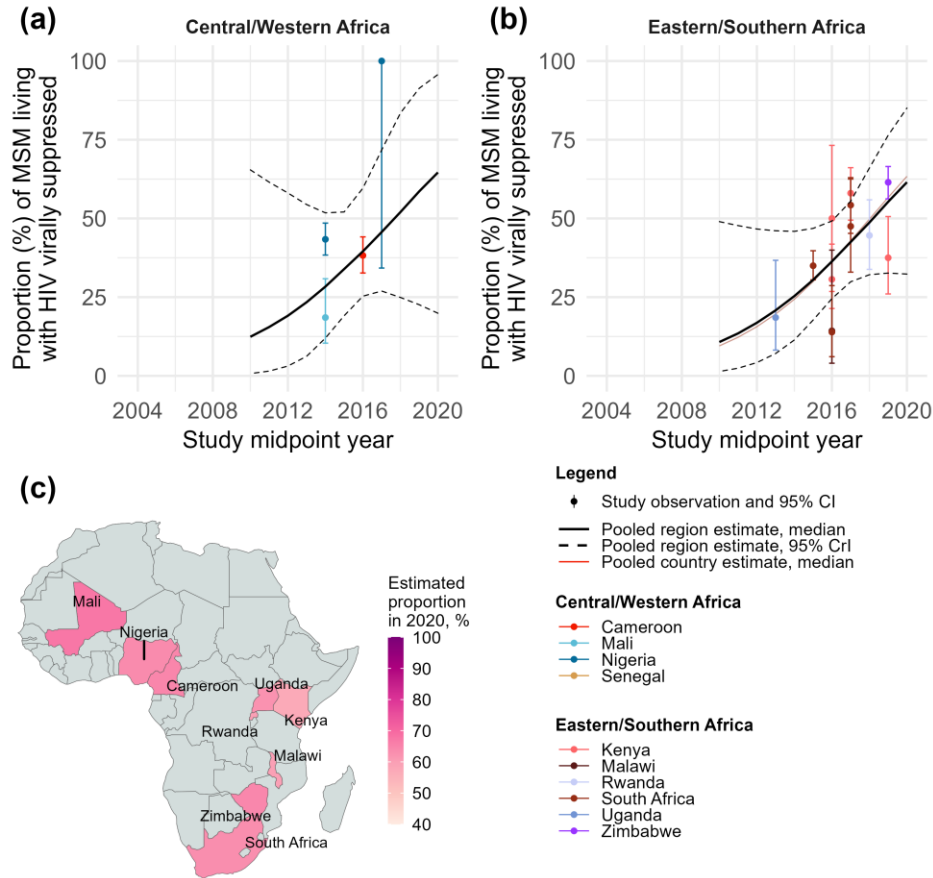 (a)
Central/Western Africa
Proportion (%) of MSM living
with HIV virally suppressed
100
75
50
25
0
2004 2008 2012 2016 2020
Study midpoint year
(b)
Eastern/Southern Africa
Proportion (%) of MSM living
with HIV virally suppressed
100
75
50
25
0
2004 2008 2012 2016 2020
Study midpoint year
(c)
Mali
Nigeria
Cameroon
Uganda
Kenya
Rwanda
Malawi
Zimbabwe
South Africa
Estimated
proportion
in 2020, %
100
90
80
70
60
50
40
Legend
Study observation and 95% CI
Pooled region estimate, median
Pooled region estimate, 95% CrI
Pooled country estimate, median
Central/Western Africa
Cameroon
Mali
Nigeria
Senegal
Eastern/Southern Africa
Kenya
Malawi
Rwanda
South Africa
Uganda
Zimbabwe